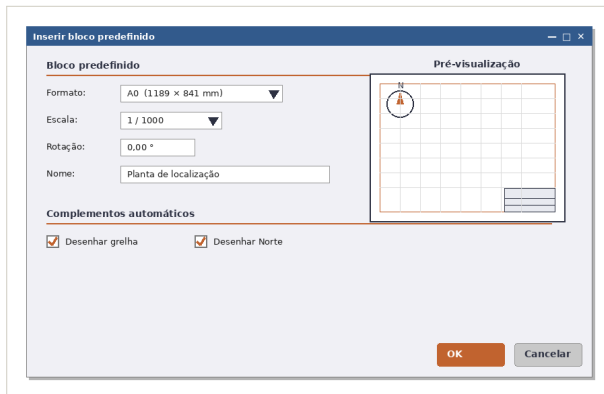 Inserir bloco predefinido
Bloco predefinido
Pré-visualização
Formato:
A0 (1189 × 841 mm)
N
Escala:
1 / 1000
Rotação:
0,00 °
Nome:
Planta de localização
Complementos automáticos
Desenhar grelha
Desenhar Norte
OK
Cancelar